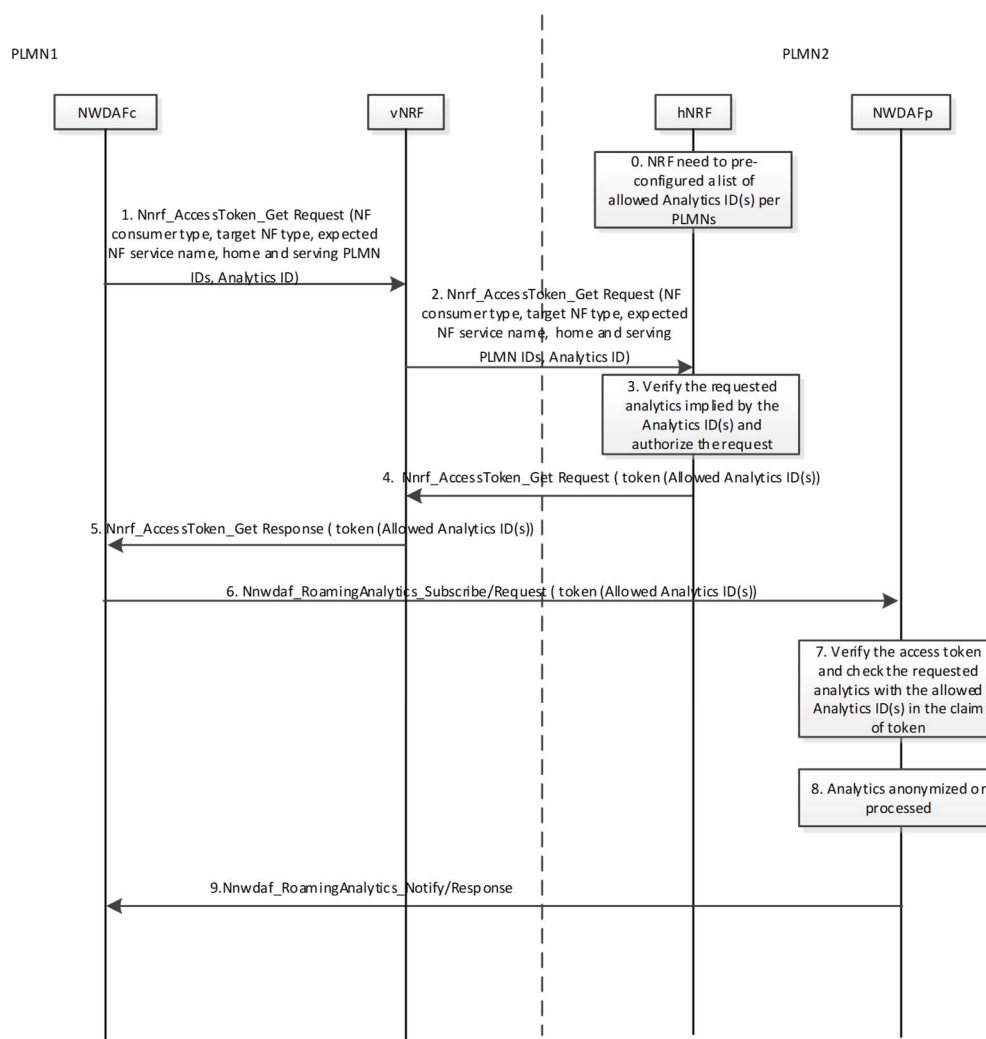 PLMN1
PLMN2
NWDAFc
vNRF
hNRF
NWDAFp
0. NRF need to pre-
configured a list of
allowed Analytics ID(s) per
PLMNs
1. Nnrf_AccessToken_Get Request (NF
consumer type, target NF type, expected
NF service name, home and serving PLMN
IDs, Analytics ID)
2. Nnrf_AccessToken_Get Request (NF
consumer type, target NF type, expected
NF service name, home and serving
PLMN IDs, Analytics ID)
3. Verify the requested
analytics implied by the
Analytics ID(s) and
authorize the request
4. Nnrf_AccessToken_Get Request ( token (Allowed Analytics ID(s))
5. Nnrf_AccessToken_Get Response ( token (Allowed Analytics ID(s))
6. Nnwdaf_RoamingAnalytics_Subscribe/Request ( token (Allowed Analytics ID(s))
7. Verify the access token
and check the requested
analytics with the allowed
Analytics ID(s) in the claim
of token
8. Analytics anonymized or
processed
9.Nnwdaf_RoamingAnalytics_Notify/Response